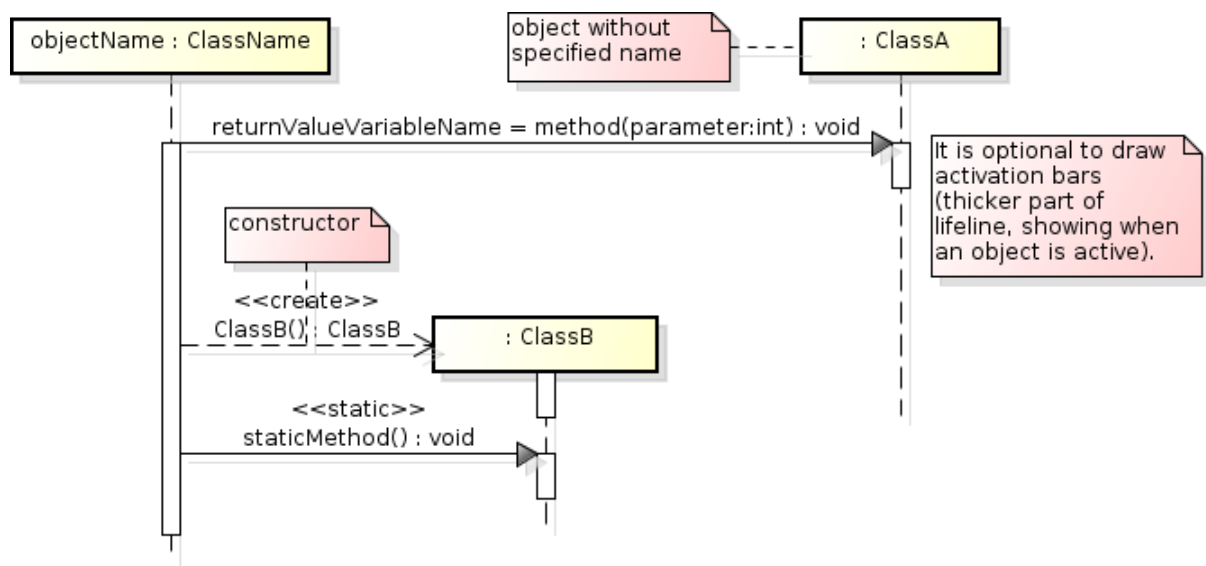 objectName : ClassName
object without
specified name
: ClassA
returnValueVariableName = method(parameter:int) : void
It is optional to draw
activation bars
(thicker part of
lifeline, showing when
an object is active).
constructor
<<create>>
ClassB() : ClassB
: ClassB
<<static>>
staticMethod() : void